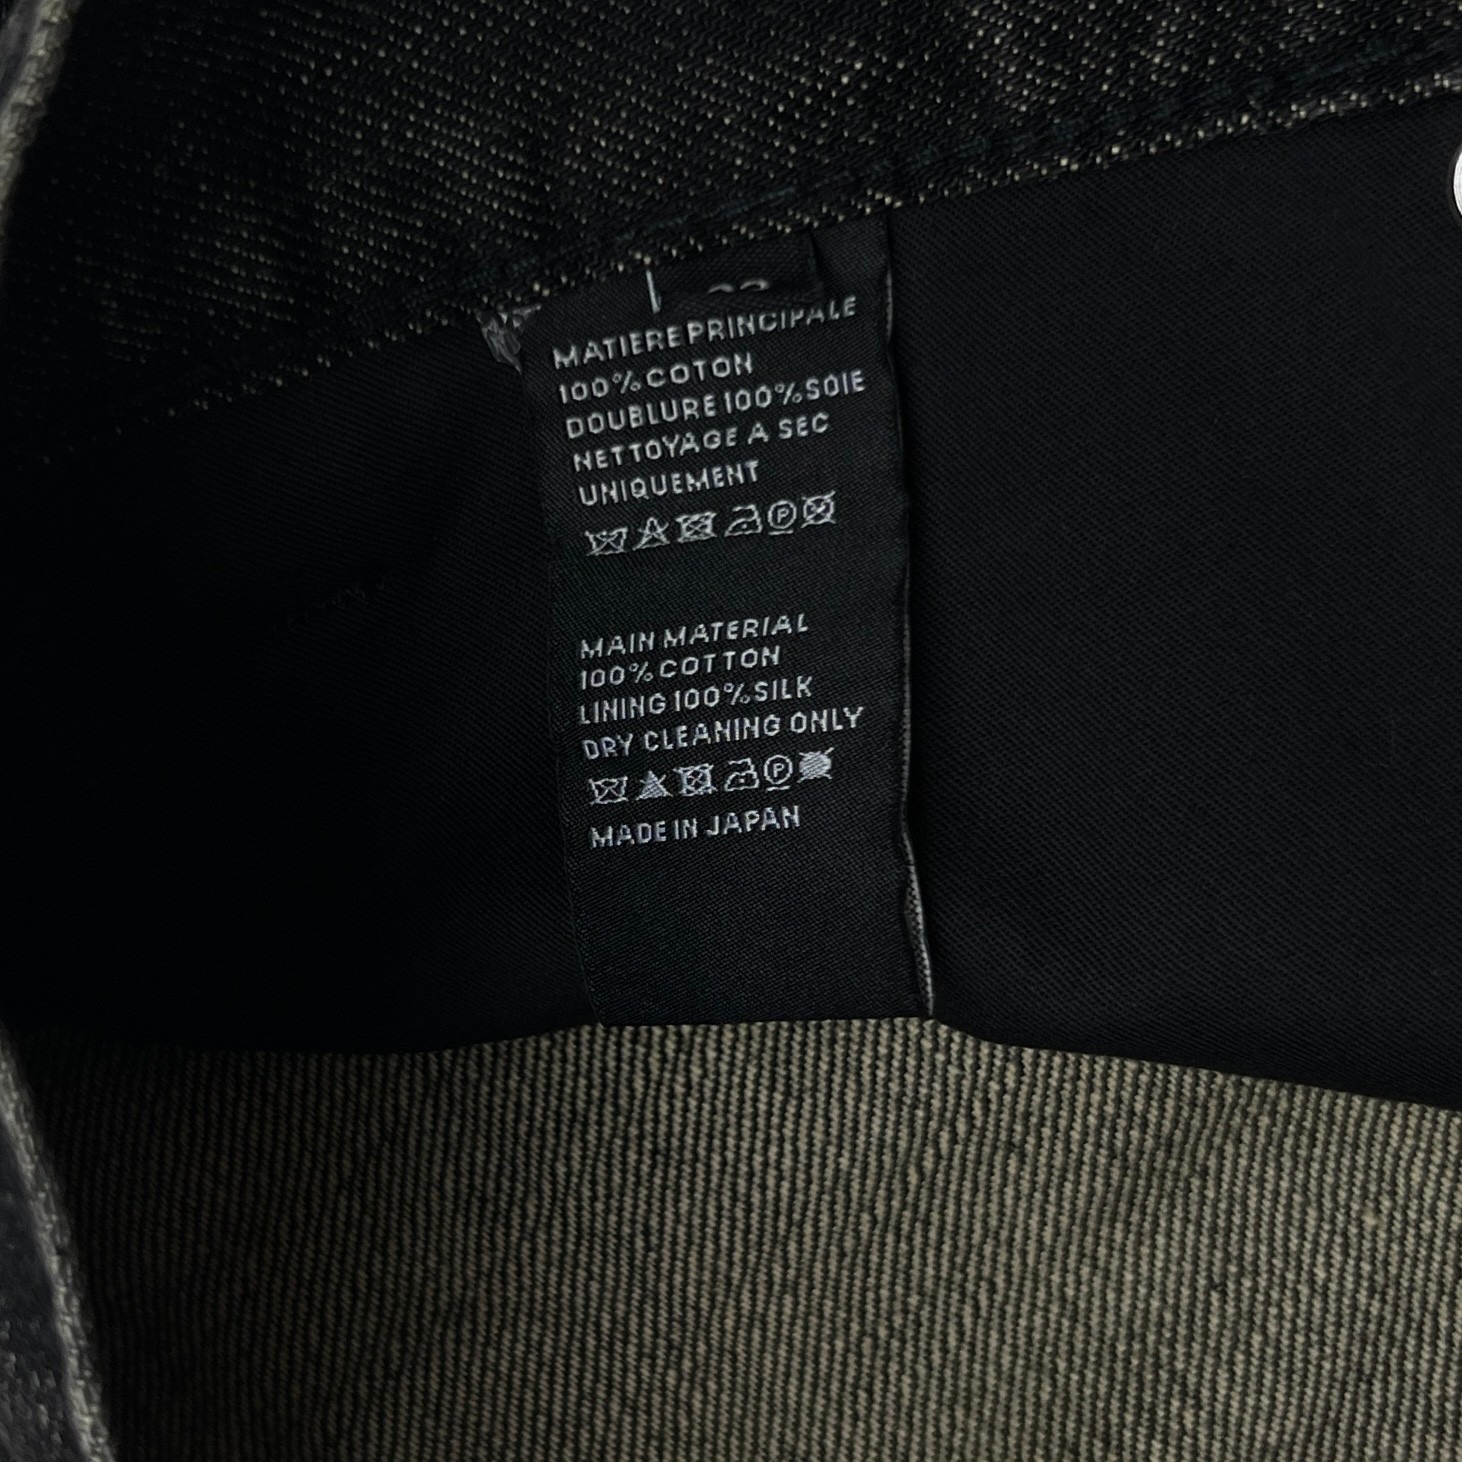 MATIERE PRINCIPALE
100% COTON
DOUBLURE 100% SOIE
NETTOYAGE A SEC
UNIQUEMENT
P
MAIN MATERIAL
100% COTTON
LINING 100% SILK
DRY CLEANING ONLY
P
MADE IN JAPAN